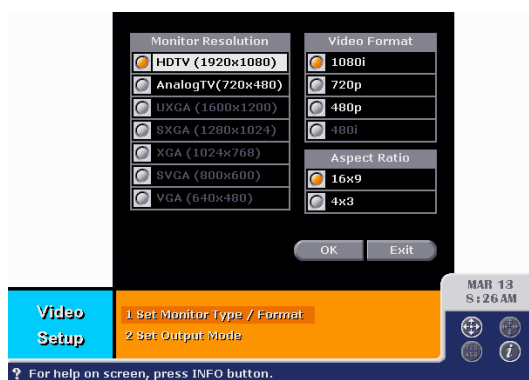 Monitor Resolution
HDTV (1920x1080)
AnalogTV(720x480)
UXGA (1600x1200)
SXGA (1280x1024)
XGA (1024x768)
SVGA (800x600)
VGA (640x480)
Video Format
1080i
720p
480p
480i
Aspect Ratio
16x9
4x3
OK Exit
MAR 13
8:26AM
Video
Setup
1 Set Monitor Type / Format
2 Set Output Mode
? For help on screen, press INFO button.